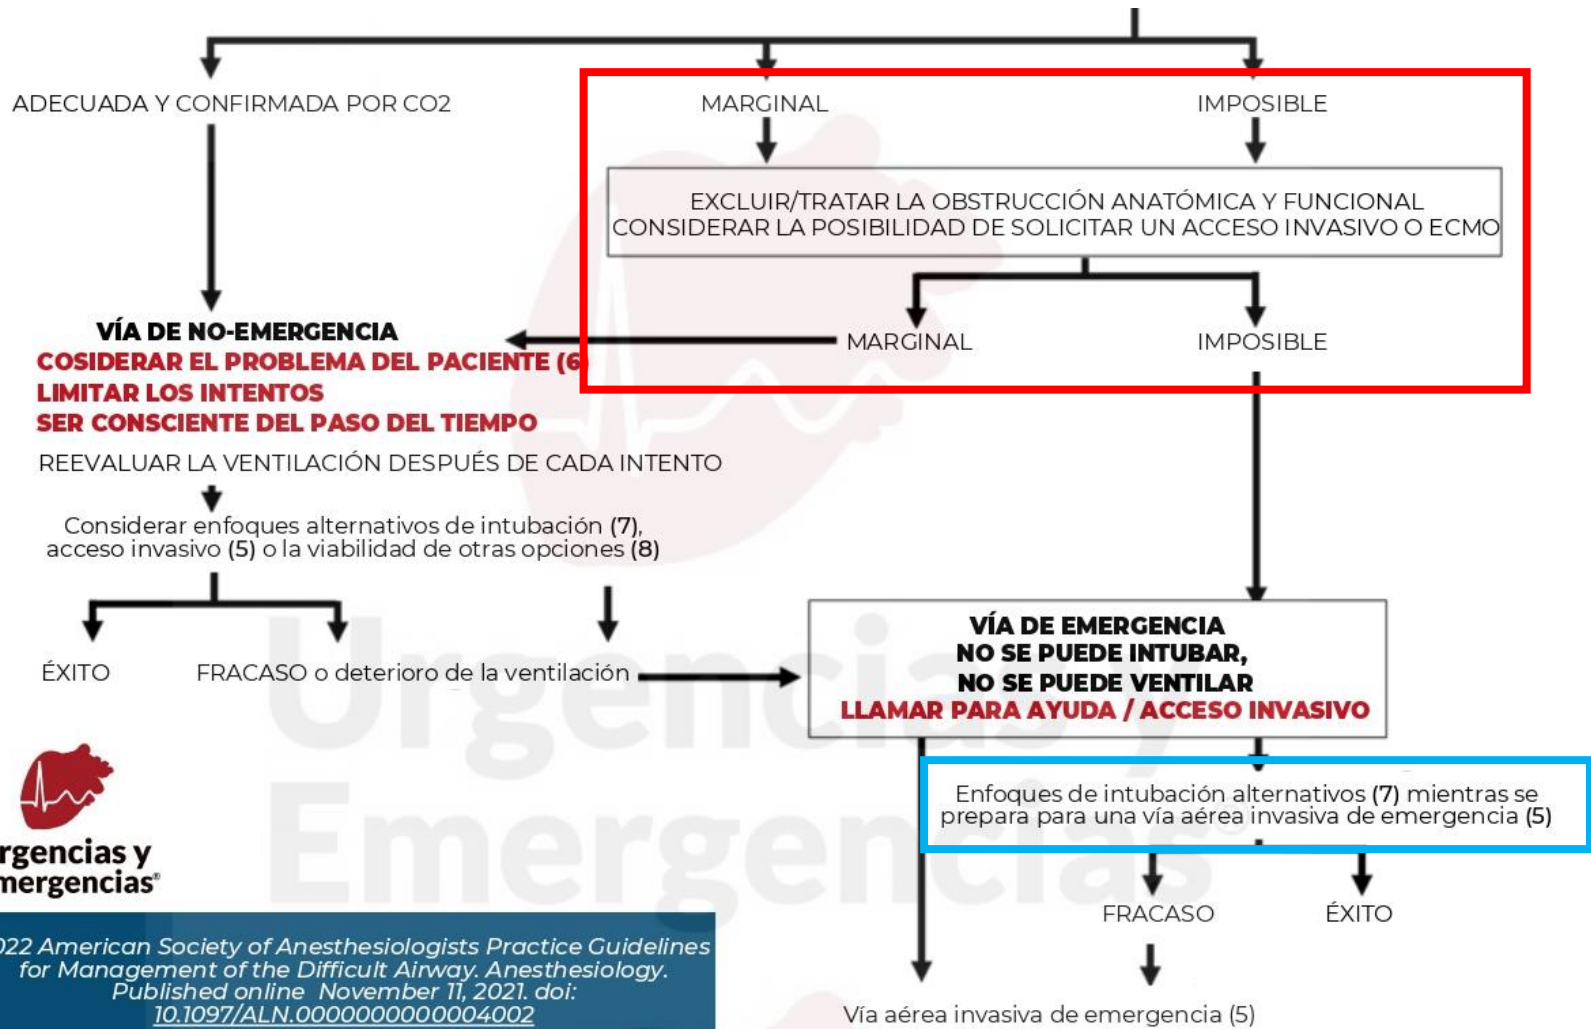 ADECUADA Y CONFIRMADA POR CO2
MARGINAL
IMPOSIBLE
EXCLUIR/TRATAR LA OBSTRUCCIÓN ANATÓMICA Y FUNCIONAL
CONSIDERAR LA POSIBILIDAD DE SOLICITAR UN ACCESO INVASIVO O ECMO
MARGINAL
IMPOSIBLE
VÍA DE NO-EMERGENCIA
COSIDERAR EL PROBLEMA DEL PACIENTE (6)
LIMITAR LOS INTENTOS
SER CONSCIENTE DEL PASO DEL TIEMPO
REEVALUAR LA VENTILACIÓN DESPUÉS DE CADA INTENTO
Considerar enfoques alternativos de intubación (7),
acceso invasivo (5) o la viabilidad de otras opciones (8)
ÉXITO
FRACASO o deterioro de la ventilación
VÍA DE EMERGENCIA
NO SE PUEDE INTUBAR,
NO SE PUEDE VENTILAR
LLAMAR PARA AYUDA / ACCESO INVASIVO
Enfoques de intubación alternativos (7) mientras se
prepara para una vía aérea invasiva de emergencia (5)
FRACASO
ÉXITO
Vía aérea invasiva de emergencia (5)
Urgencias y
Emergencias®
rgencias y
mergencias®
022 American Society of Anesthesiologists Practice Guidelines
for Management of the Difficult Airway. Anesthesiology.
Published online November 11, 2021. doi:
10.1097/ALN.0000000000004002